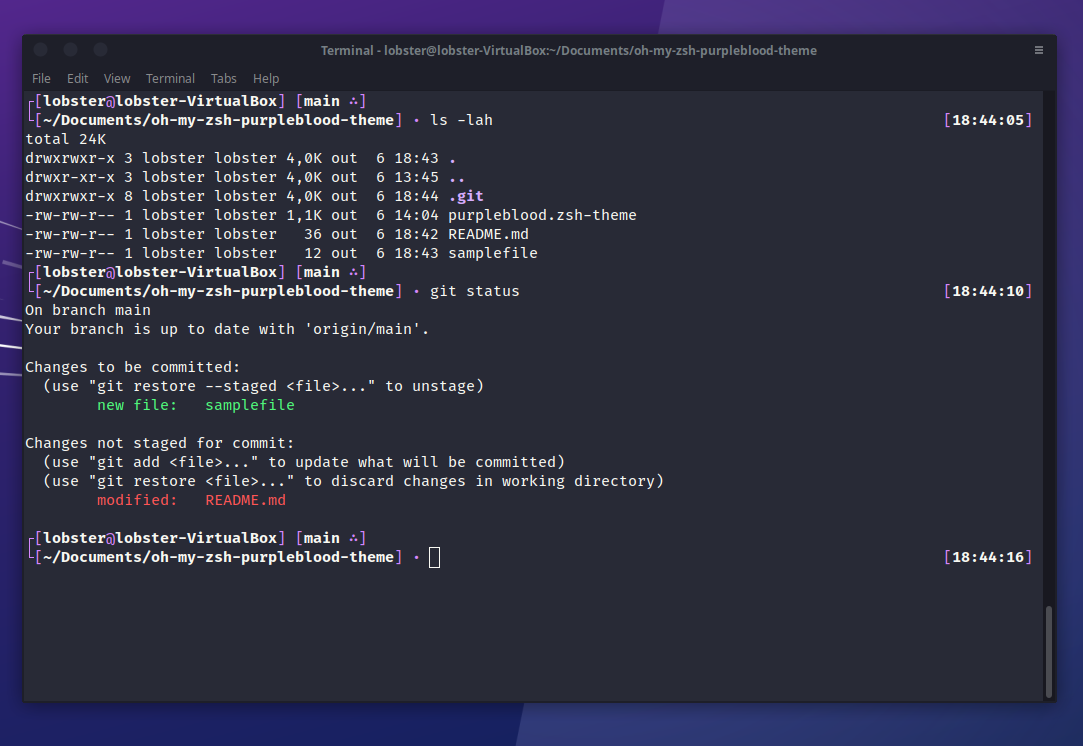 Terminal - lobster@lobster-VirtualBox:~/Documents/oh-my-zsh-purpleblood-theme
File Edit View Terminal Tabs Help
┌[lobster@lobster-VirtualBox] [main ∴]
└[~/Documents/oh-my-zsh-purpleblood-theme] · ls -lah [18:44:05]
total 24K
drwxrwxr-x 3 lobster lobster 4,0K out  6 18:43 .
drwxr-xr-x 3 lobster lobster 4,0K out  6 13:45 ..
drwxrwxr-x 8 lobster lobster 4,0K out  6 18:44 .git
-rw-rw-r-- 1 lobster lobster 1,1K out  6 14:04 purpleblood.zsh-theme
-rw-rw-r-- 1 lobster lobster   36 out  6 18:42 README.md
-rw-rw-r-- 1 lobster lobster   12 out  6 18:43 samplefile
┌[lobster@lobster-VirtualBox] [main ∴]
└[~/Documents/oh-my-zsh-purpleblood-theme] · git status [18:44:10]
On branch main
Your branch is up to date with 'origin/main'.
Changes to be committed:
  (use "git restore --staged <file>..." to unstage)
        new file:   samplefile
Changes not staged for commit:
  (use "git add <file>..." to update what will be committed)
  (use "git restore <file>..." to discard changes in working directory)
        modified:   README.md
┌[lobster@lobster-VirtualBox] [main ∴]
└[~/Documents/oh-my-zsh-purpleblood-theme] · [18:44:16]